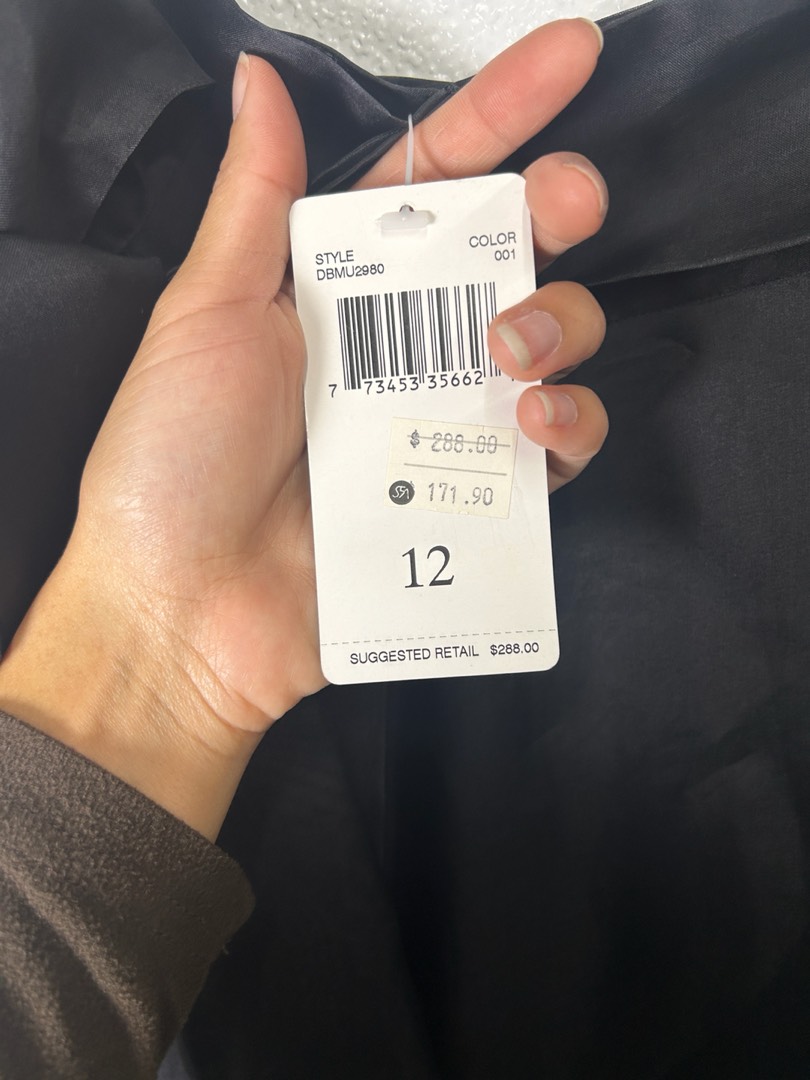 STYLE
DBMU2980
COLOR
001
7 73453 35662
$ 288.00
171.90
12
SUGGESTED RETAIL $288.00